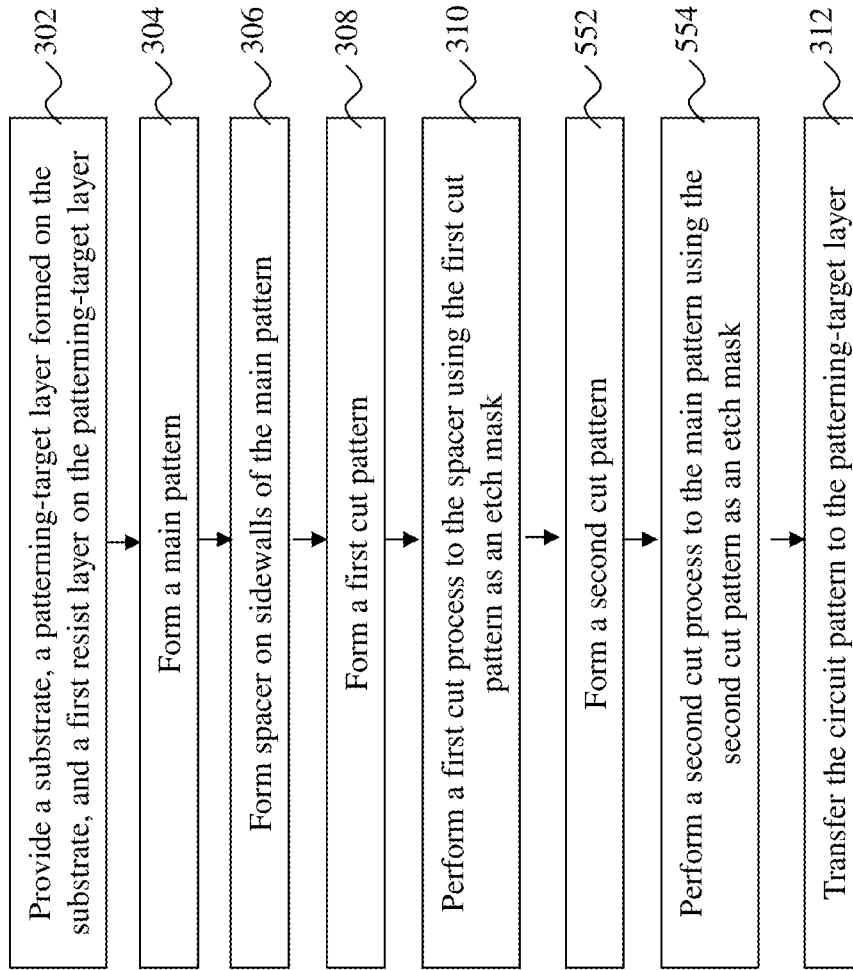 Provide a substrate, a patterning-target layer formed on the
substrate, and a first resist layer on the patterning-target layer
302
Form a main pattern
304
Form spacer on sidewalls of the main pattern
306
Form a first cut pattern
308
Perform a first cut process to the spacer using the first cut
pattern as an etch mask
310
Form a second cut pattern
552
Perform a second cut process to the main pattern using the
second cut pattern as an etch mask
554
Transfer the circuit pattern to the patterning-target layer
312